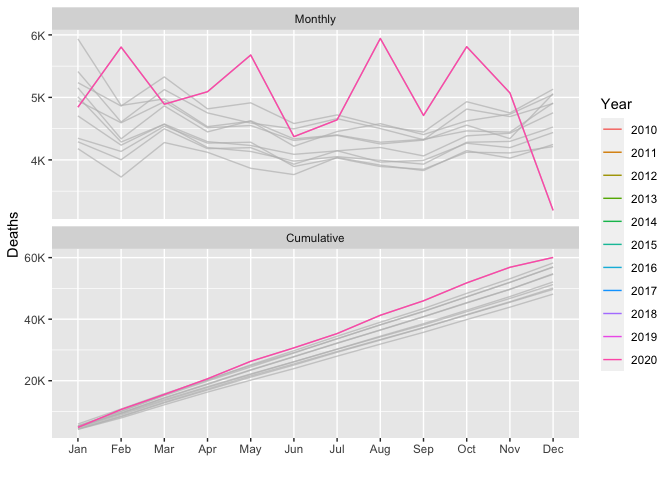 Monthly
6K
5K
4K
Deaths
Cumulative
60K
40K
20K
Jan Feb Mar Apr May Jun Jul Aug Sep Oct Nov Dec
Year
2010
2011
2012
2013
2014
2015
2016
2017
2018
2019
2020